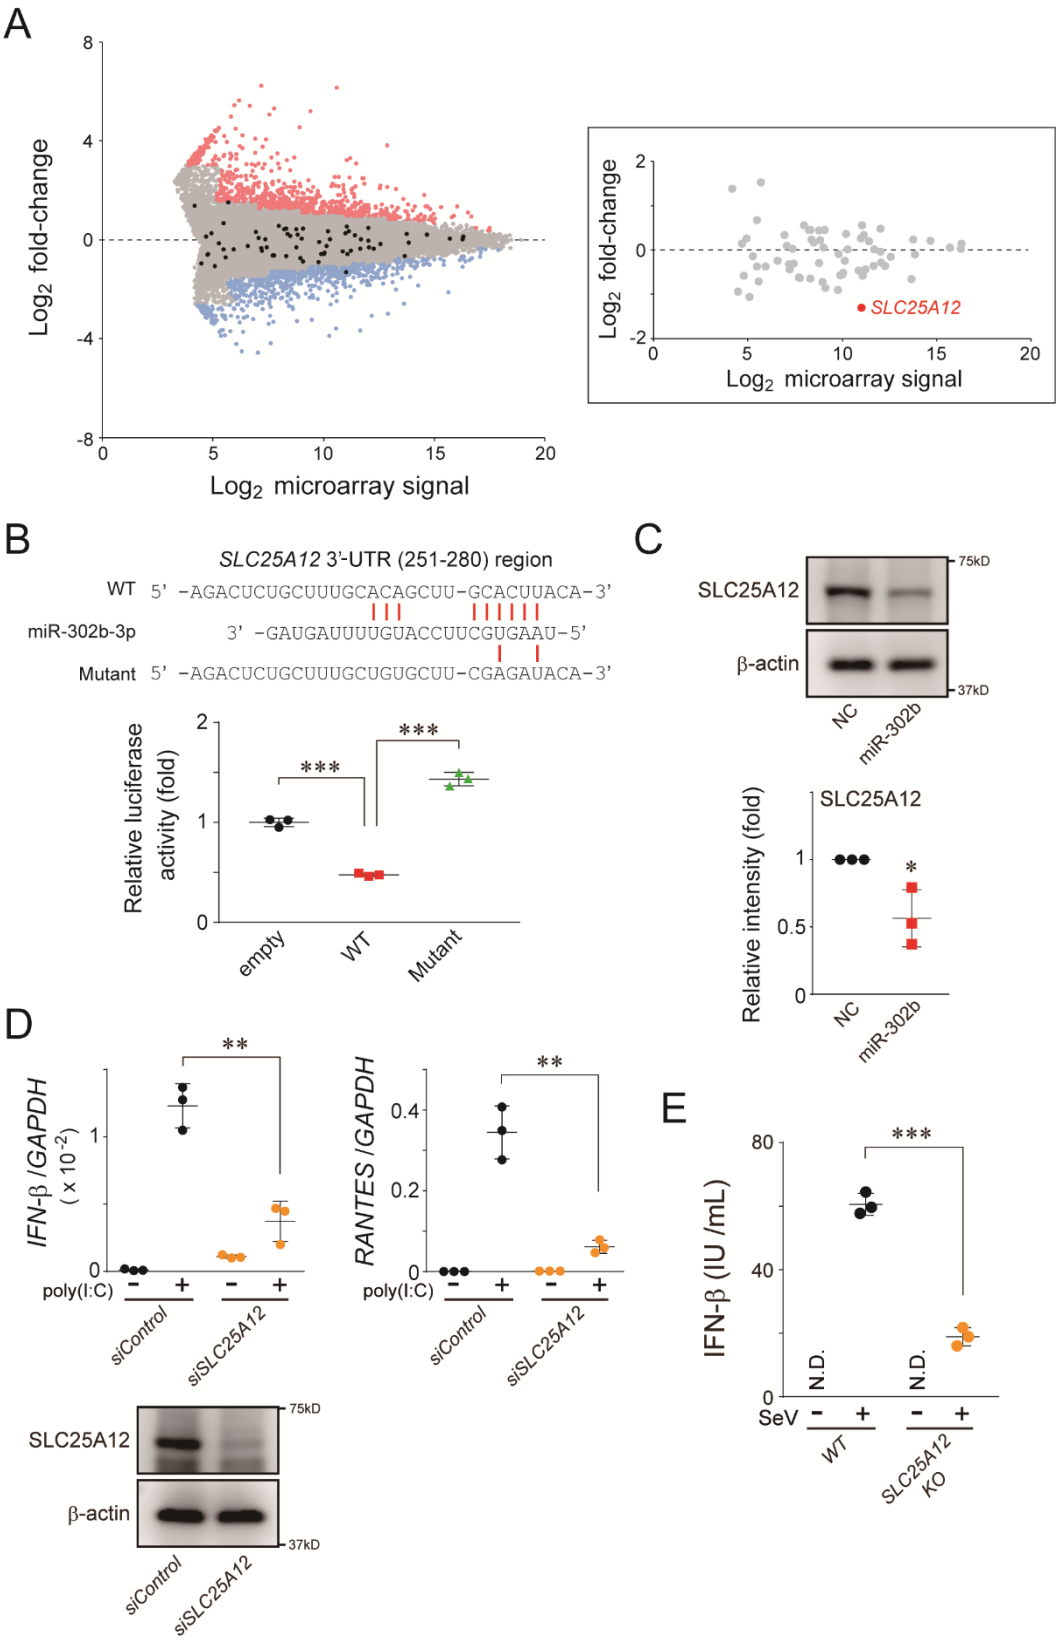 A
8
4
0
-4
-8
Log2 fold-change
0
5
10
15
20
Log2 microarray signal
2
0
-2
Log2 fold-change
SLC25A12
0
5
10
15
20
Log2 microarray signal
B
SLC25A12 3'-UTR (251-280) region
WT 5' -AGACUCUGCUUUGCACAGCUU-GCACUUACA-3'
miR-302b-3p 3' -GAUGAUUUUGUACCUUCGUGAAU-5'
Mutant 5' -AGACUCUGCUUUGCUGUGCUU-CGAGAUACA-3'
2
1
0
Relative luciferase
activity (fold)
***
***
empty
WT
Mutant
C
SLC25A12
75kD
β-actin
37kD
NC
miR-302b
SLC25A12
Relative intensity (fold)
1
0.5
0
*
NC
miR-302b
D
IFN-β /GAPDH
( x 10-2)
1
0
**
poly(I:C) - + - +
siControl
siSLC25A12
RANTES /GAPDH
0.4
0.2
0
**
poly(I:C) - + - +
siControl
siSLC25A12
SLC25A12
75kD
β-actin
37kD
siControl
siSLC25A12
E
IFN-β (IU /mL)
80
40
0
***
N.D.
N.D.
SeV - + - +
WT
SLC25A12
KO